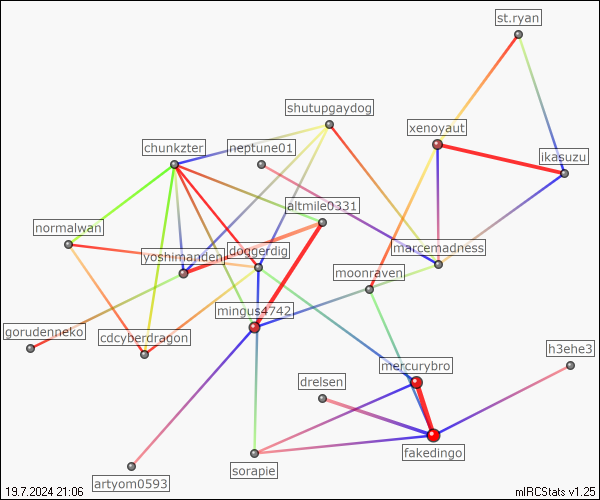 st.ryan
shutupgaydog
xenoyaut
chunkzter
neptune01
ikasuzu
altmile0331
normalwan
yoshimanden
doggerdig
marcemadness
moonraven
mingus4742
gorudenneko
cdcyberdragon
h3ehe3
mercurybro
drelsen
fakedingo
sorapie
artyom0593
19.7.2024 21:06
mIRCStats v1.25